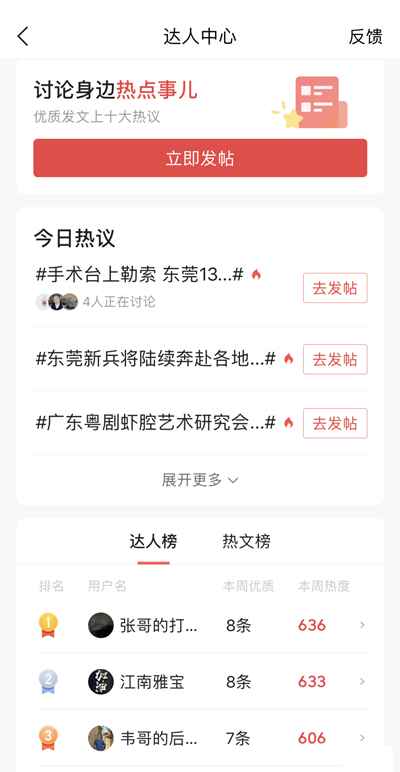 达人中心
反馈
讨论身边热点事儿
优质发文上十大热议
立即发帖
今日热议
#手术台上勒索 东莞13...#
去发帖
4人正在讨论
#东莞新兵将陆续奔赴各地...#
去发帖
#广东粤剧虾腔艺术研究会...#
去发帖
展开更多
达人榜
热文榜
排名 用户名 本周优质 本周热度
1 张哥的打... 8条 636
2 江南雅宝 8条 633
3 韦哥的后... 7条 606